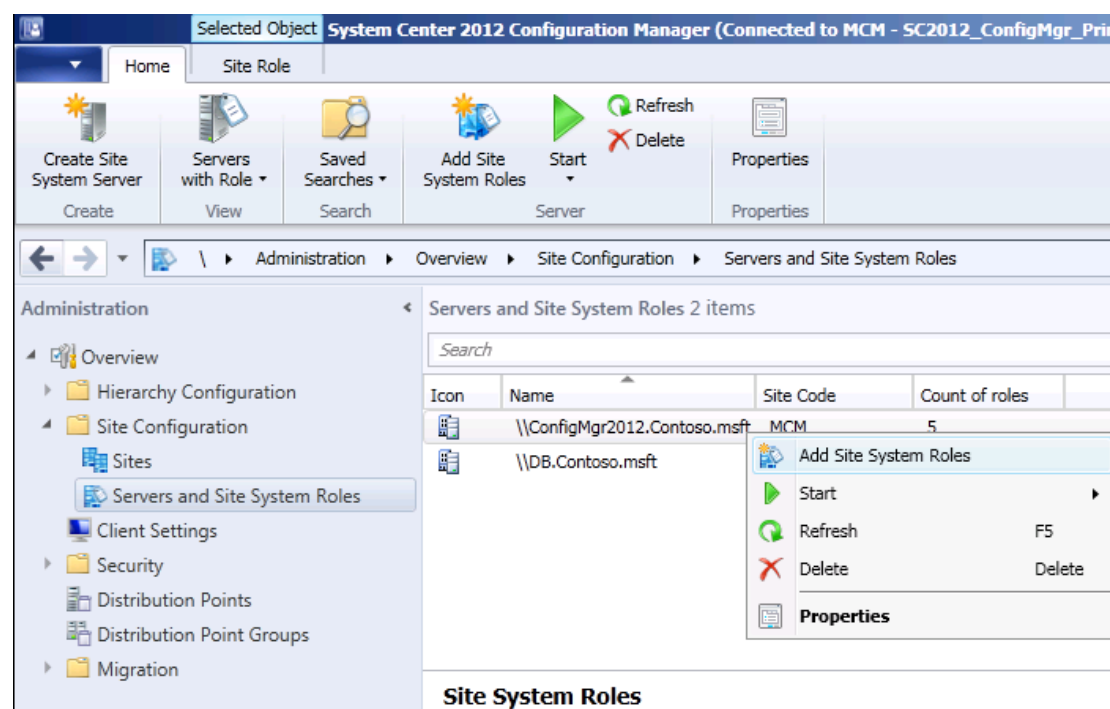 Selected Object System Center 2012 Configuration Manager (Connected to MCM - SC2012_ConfigMgr_Pri
Home Site Role
Create Site System Server
Servers with Role
Saved Searches
Add Site System Roles
Start
Refresh
Delete
Properties
Create View Search Server Properties
\ Administration Overview Site Configuration Servers and Site System Roles
Administration
Overview
Hierarchy Configuration
Site Configuration
Sites
Servers and Site System Roles
Client Settings
Security
Distribution Points
Distribution Point Groups
Migration
Servers and Site System Roles 2 items
Search
Icon Name Site Code Count of roles
\\ConfigMgr2012.Contoso.msft MCM 5
\\DB.Contoso.msft
Add Site System Roles
Start
Refresh F5
Delete Delete
Properties
Site System Roles